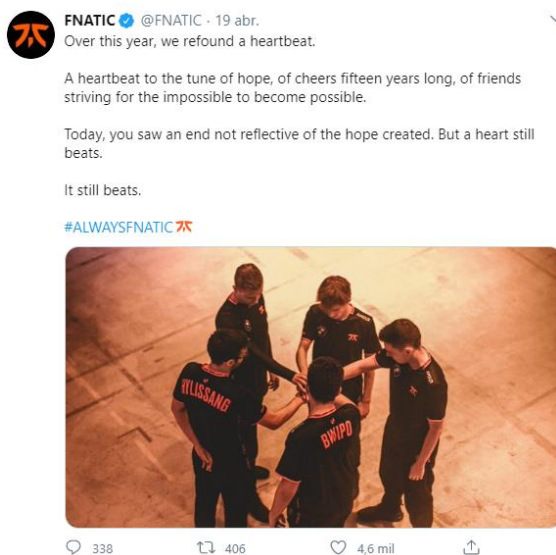 FNATIC @FNATIC · 19 abr.
Over this year, we refound a heartbeat.
A heartbeat to the tune of hope, of cheers fifteen years long, of friends
striving for the impossible to become possible.
Today, you saw an end not reflective of the hope created. But a heart still
beats.
It still beats.
#ALWAYSFNATIC
HYLISSANG
BWIPO
338 406 4,6 mil